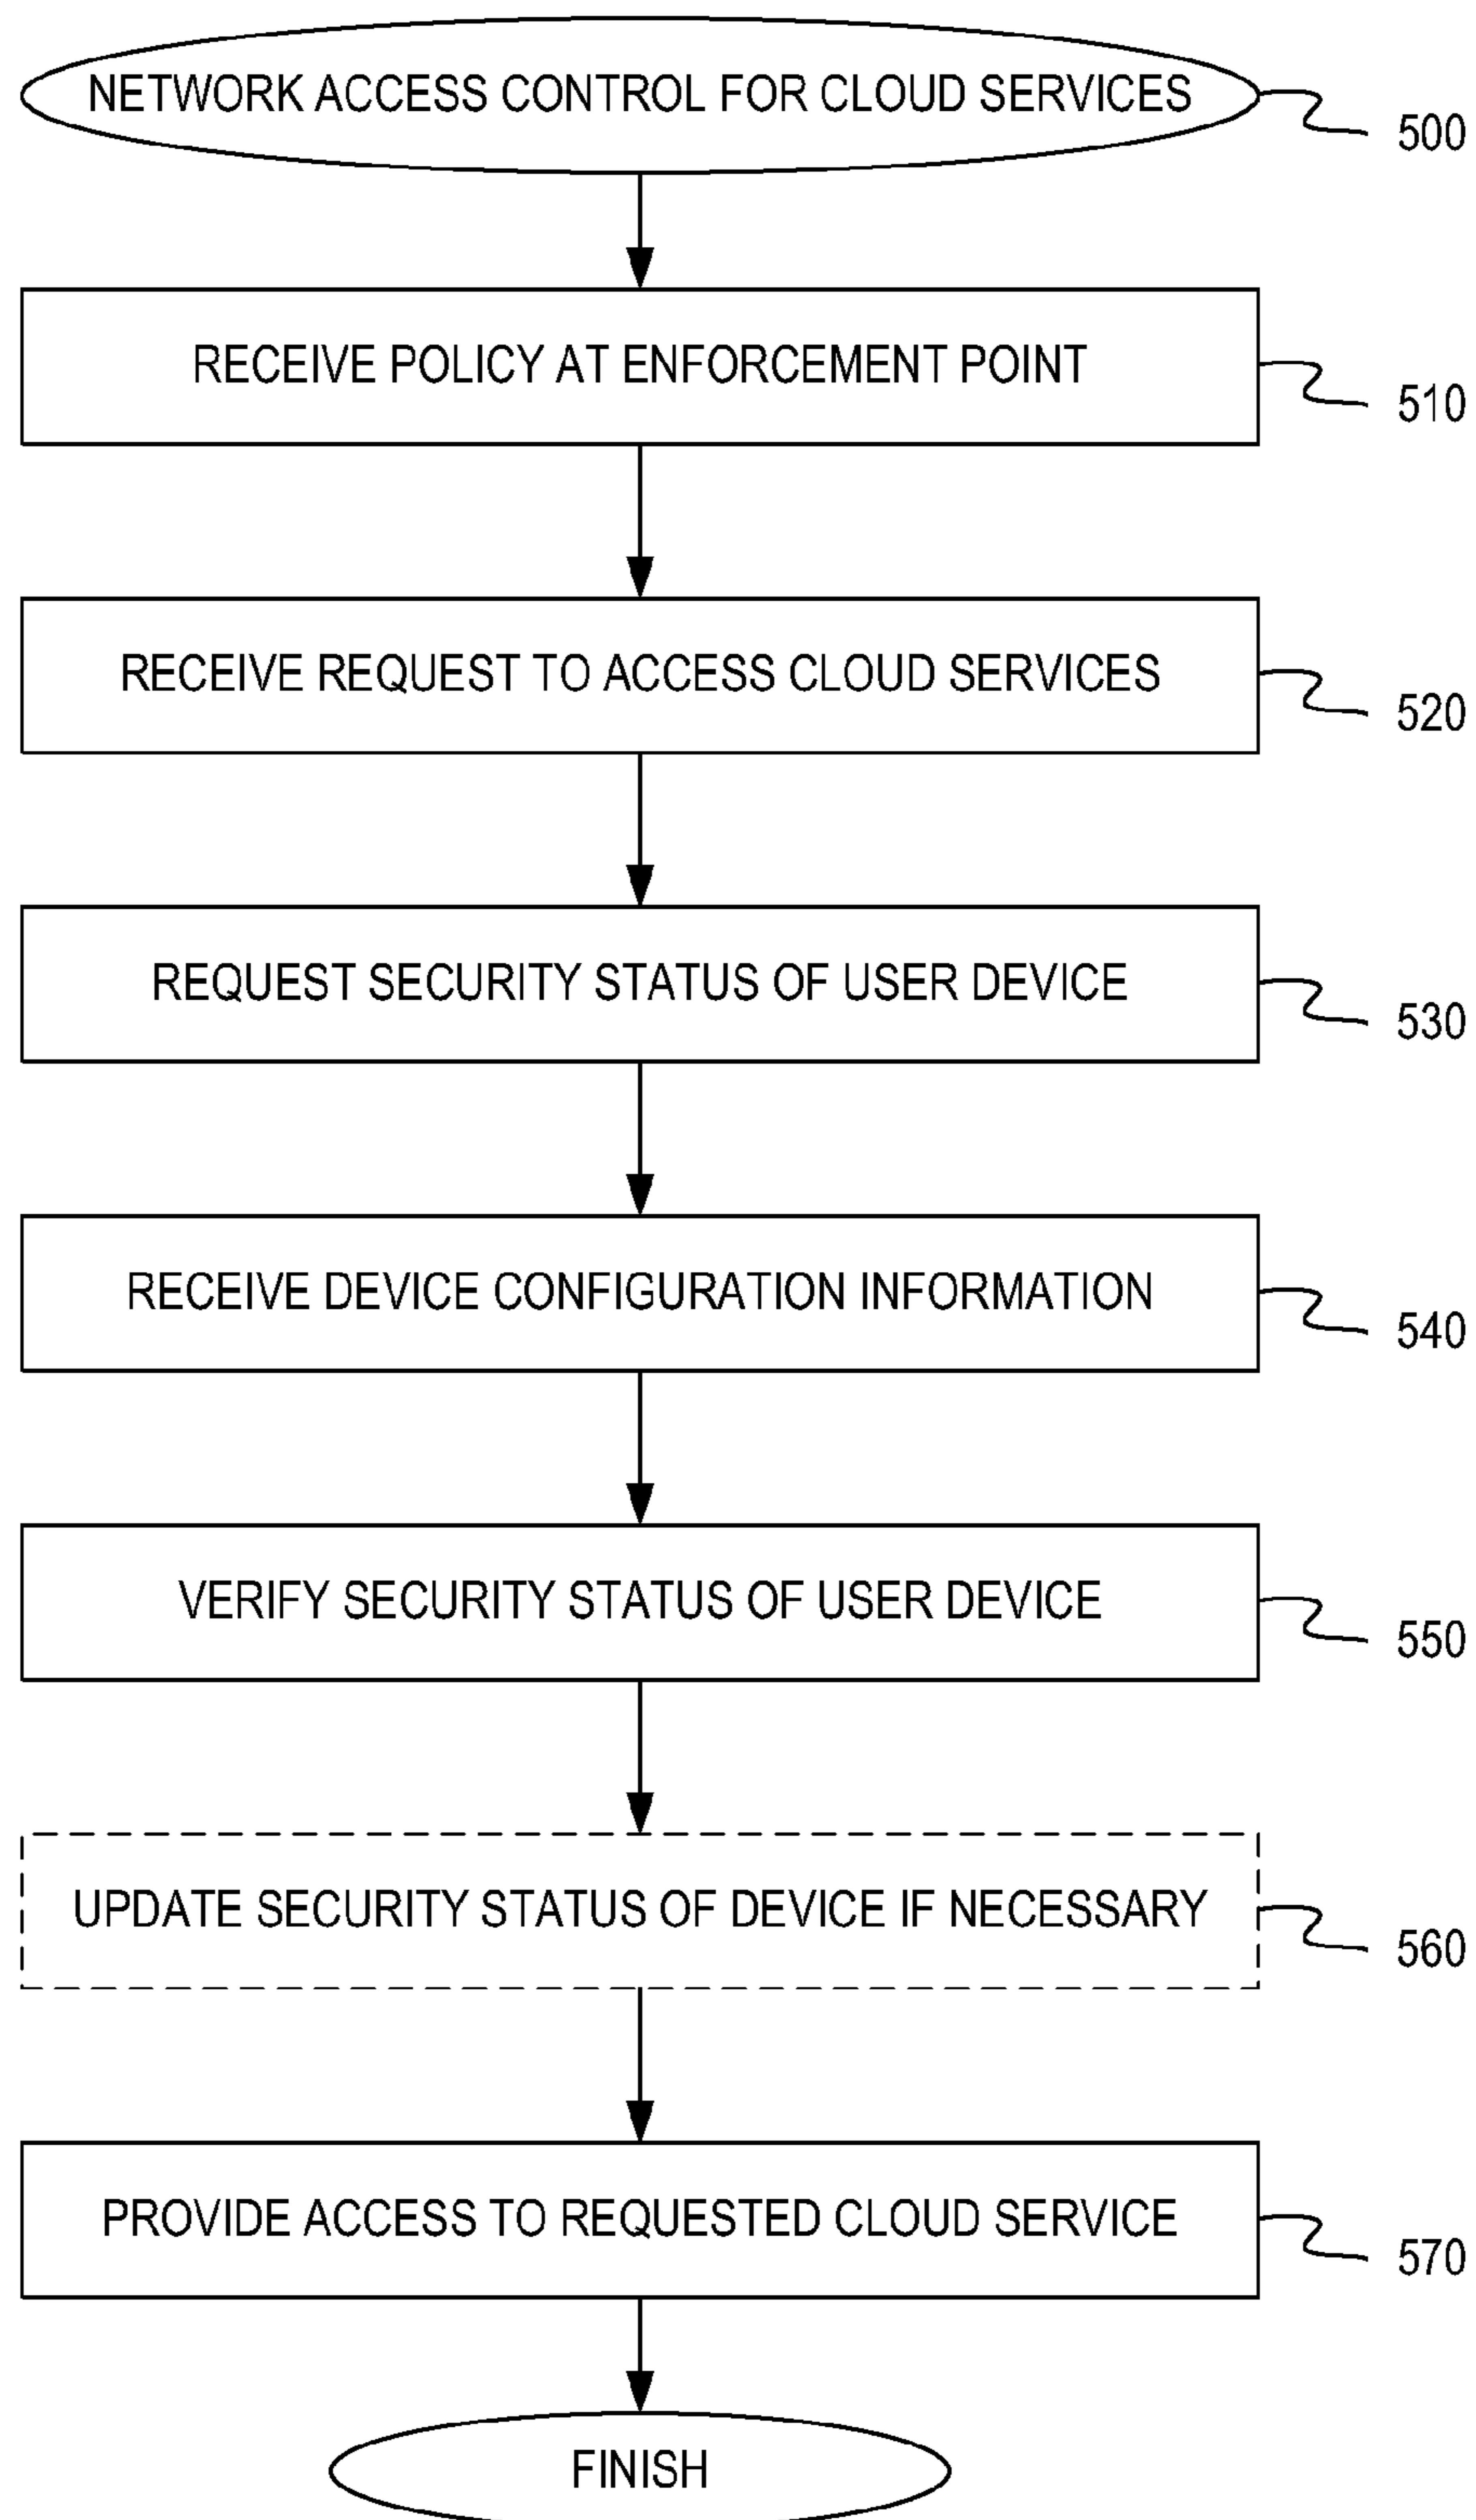 NETWORK ACCESS CONTROL FOR CLOUD SERVICES
500
RECEIVE POLICY AT ENFORCEMENT POINT
510
RECEIVE REQUEST TO ACCESS CLOUD SERVICES
520
REQUEST SECURITY STATUS OF USER DEVICE
530
RECEIVE DEVICE CONFIGURATION INFORMATION
540
VERIFY SECURITY STATUS OF USER DEVICE
550
UPDATE SECURITY STATUS OF DEVICE IF NECESSARY
560
PROVIDE ACCESS TO REQUESTED CLOUD SERVICE
570
FINISH